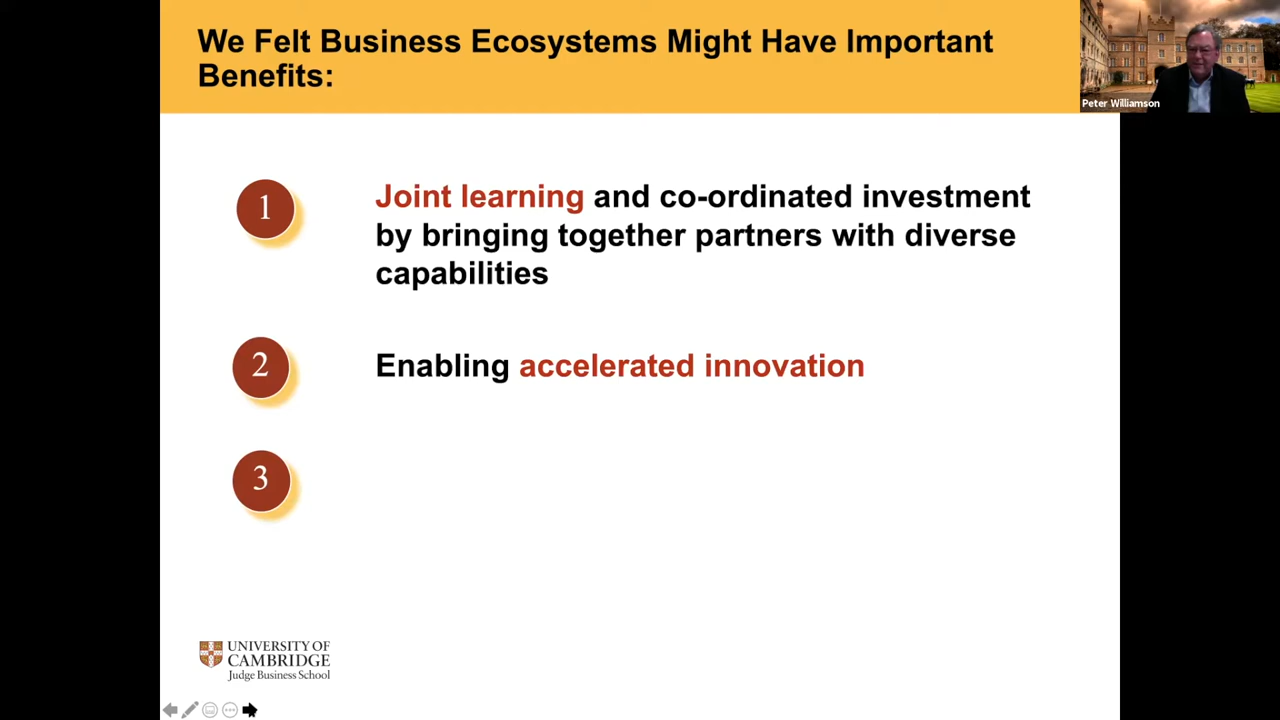 We Felt Business Ecosystems Might Have Important
Benefits:
Peter Williamson
1
Joint learning and co-ordinated investment
by bringing together partners with diverse
capabilities
2
Enabling accelerated innovation
3
UNIVERSITY OF
CAMBRIDGE
Judge Business School